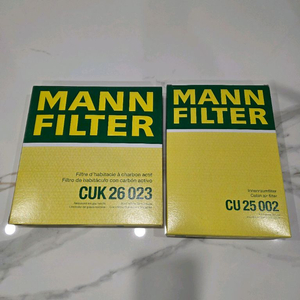 MANN
FILTER
Filtre d'habitacle à charbon actif
Filtro de habitáculo con carbón activo
CUK 26 023
MANN
FILTER
CU 25 002